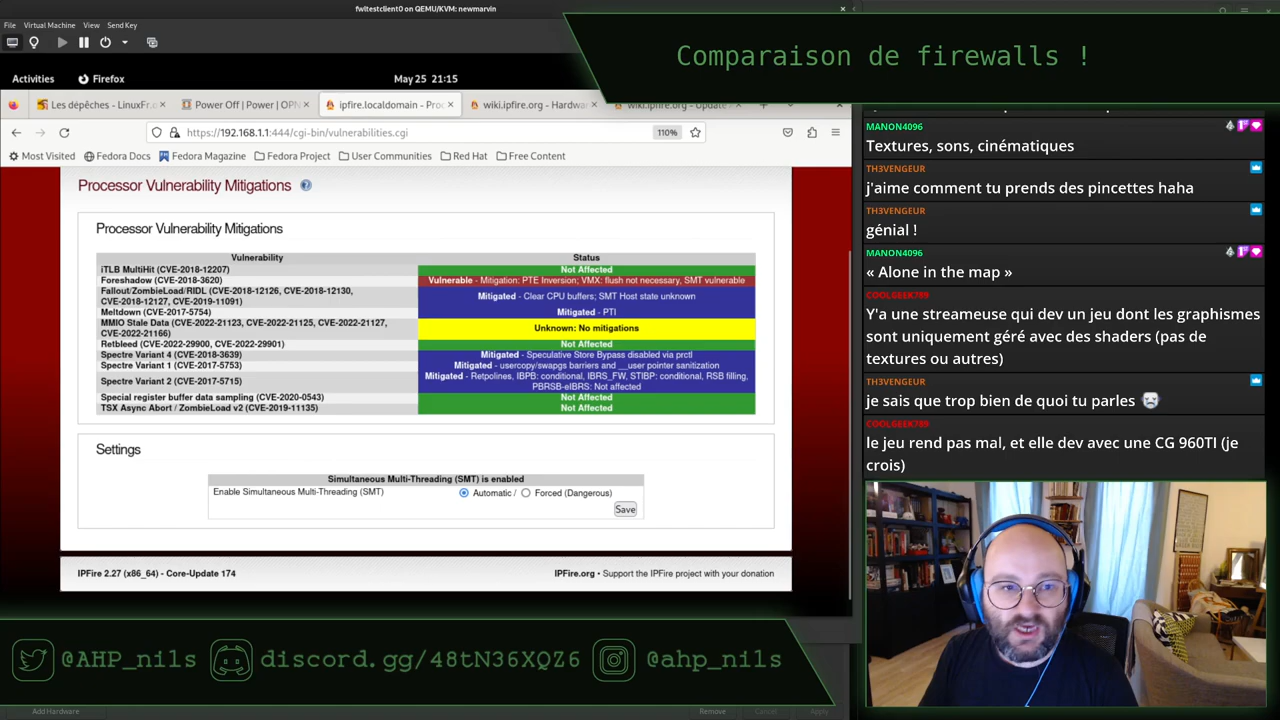 fwltestclient0 on QEMU/KVM: newmarvin
File Virtual Machine View Send Key
Comparaison de firewalls !
Activities Firefox May 25 21:15
Les dépêches - LinuxFr.o Power Off | Power | OPN ipfire.localdomain - Proc wiki.ipfire.org - Hardwa wiki.ipfire.org - Update
https://192.168.1.1:444/cgi-bin/vulnerabilities.cgi 110%
Most Visited Fedora Docs Fedora Magazine Fedora Project User Communities Red Hat Free Content
Processor Vulnerability Mitigations
Processor Vulnerability Mitigations
Vulnerability Status
iTLB MultiHit (CVE-2018-12207) Not Affected
Foreshadow (CVE-2018-3620) Vulnerable - Mitigation: PTE Inversion; VMX: flush not necessary, SMT vulnerable
Fallout/ZombieLoad/RIDL (CVE-2018-12126, CVE-2018-12130,
CVE-2018-12127, CVE-2019-11091) Mitigated - Clear CPU buffers; SMT Host state unknown
Meltdown (CVE-2017-5754) Mitigated - PTI
MMIO Stale Data (CVE-2022-21123, CVE-2022-21125, CVE-2022-21127,
CVE-2022-21166) Unknown: No mitigations
Retbleed (CVE-2022-29900, CVE-2022-29901) Not Affected
Spectre Variant 4 (CVE-2018-3639) Mitigated - Speculative Store Bypass disabled via prctl
Spectre Variant 1 (CVE-2017-5753) Mitigated - usercopy/swapgs barriers and __user pointer sanitization
Spectre Variant 2 (CVE-2017-5715) Mitigated - Retpolines, IBPB: conditional, IBRS_FW, STIBP: conditional, RSB filling,
PBRSB-eIBRS: Not affected
Special register buffer data sampling (CVE-2020-0543) Not Affected
TSX Async Abort / ZombieLoad v2 (CVE-2019-11135) Not Affected
Settings
Simultaneous Multi-Threading (SMT) is enabled
Enable Simultaneous Multi-Threading (SMT) Automatic / Forced (Dangerous)
Save
IPFire 2.27 (x86_64) - Core-Update 174 IPFire.org • Support the IPFire project with your donation
MANON4096
Textures, sons, cinématiques
TH3VENGEUR
j'aime comment tu prends des pincettes haha
TH3VENGEUR
génial !
MANON4096
« Alone in the map »
COOLGEEK789
Y'a une streameuse qui dev un jeu dont les graphismes
sont uniquement géré avec des shaders (pas de
textures ou autres)
TH3VENGEUR
je sais que trop bien de quoi tu parles
COOLGEEK789
le jeu rend pas mal, et elle dev avec une CG 960TI (je
crois)
@AHP_nils discord.gg/48tN36XQZ6 @ahp_nils
Add Hardware Remove Cancel Apply